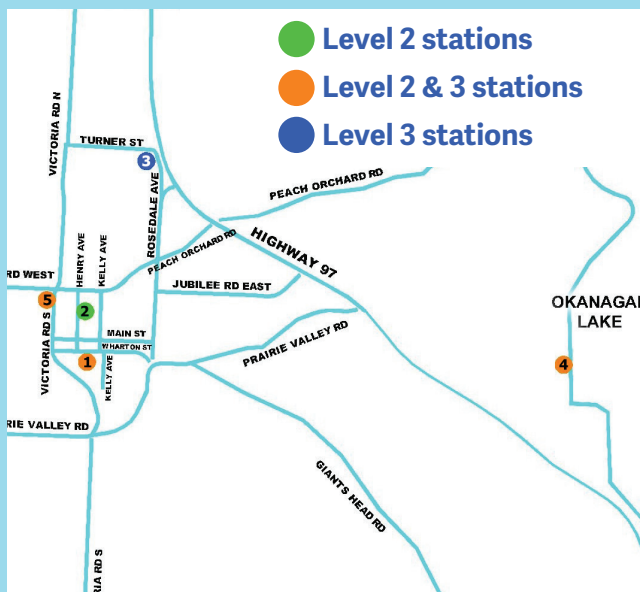 Level 2 stations
Level 2 & 3 stations
Level 3 stations
VICTORIA RD N
TURNER ST
3
ROSEDALE AVE
PEACH ORCHARD RD
HENRY AVE
KELLY AVE
PEACH ORCHARD RD
HIGHWAY 97
RD WEST
JUBILEE RD EAST
5
2
OKANAGAN
LAKE
VICTORIA RD S
MAIN ST
WHARTON ST
PRAIRIE VALLEY RD
1
KELLY AVE
4
RIE VALLEY RD
GIANTS HEAD RD
RIA RD S